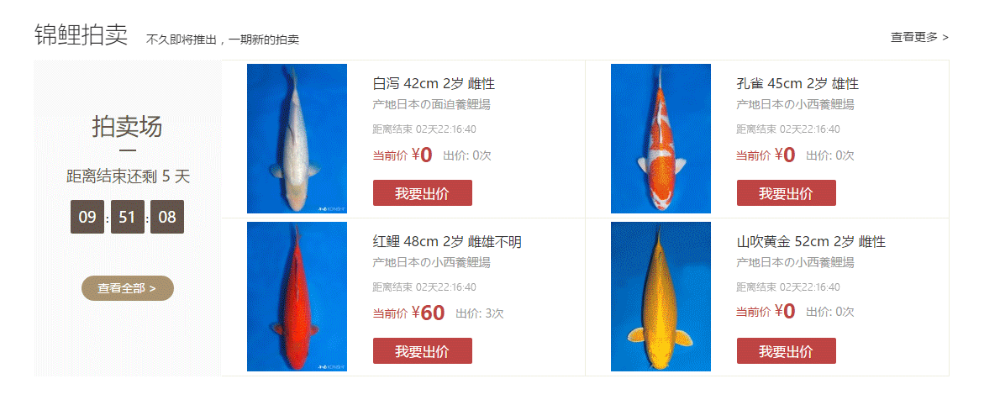 锦鲤拍卖 不久即将推出，一期新的拍卖 查看更多 >
拍卖场
距离结束还剩 5 天
09 : 51 : 08
查看全部 >
白泻 42cm 2岁 雌性
产地日本の面迫養鯉場
距离结束 02天22:16:40
当前价 ¥0 出价: 0次
我要出价
孔雀 45cm 2岁 雄性
产地日本の小西養鯉場
距离结束 02天22:16:40
当前价 ¥0 出价: 0次
我要出价
红鲤 48cm 2岁 雌雄不明
产地日本の小西養鯉場
距离结束 02天22:16:40
当前价 ¥60 出价: 3次
我要出价
山吹黄金 52cm 2岁 雌性
产地日本の小西養鯉場
距离结束 02天22:16:40
当前价 ¥0 出价: 0次
我要出价